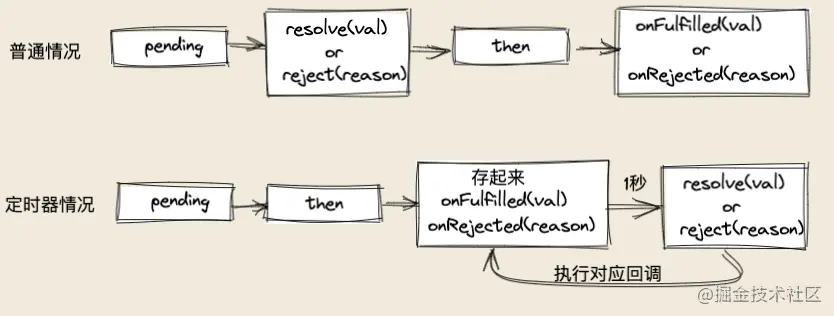 普通情况
pending
resolve(val)
or
reject(reason)
then
onFulfilled(val)
or
onRejected(reason)
定时器情况
pending
then
存起来
onFulfilled(val)
onRejected(reason)
1秒
resolve(val)
or
reject(reason)
执行对应回调
@掘金技术社区